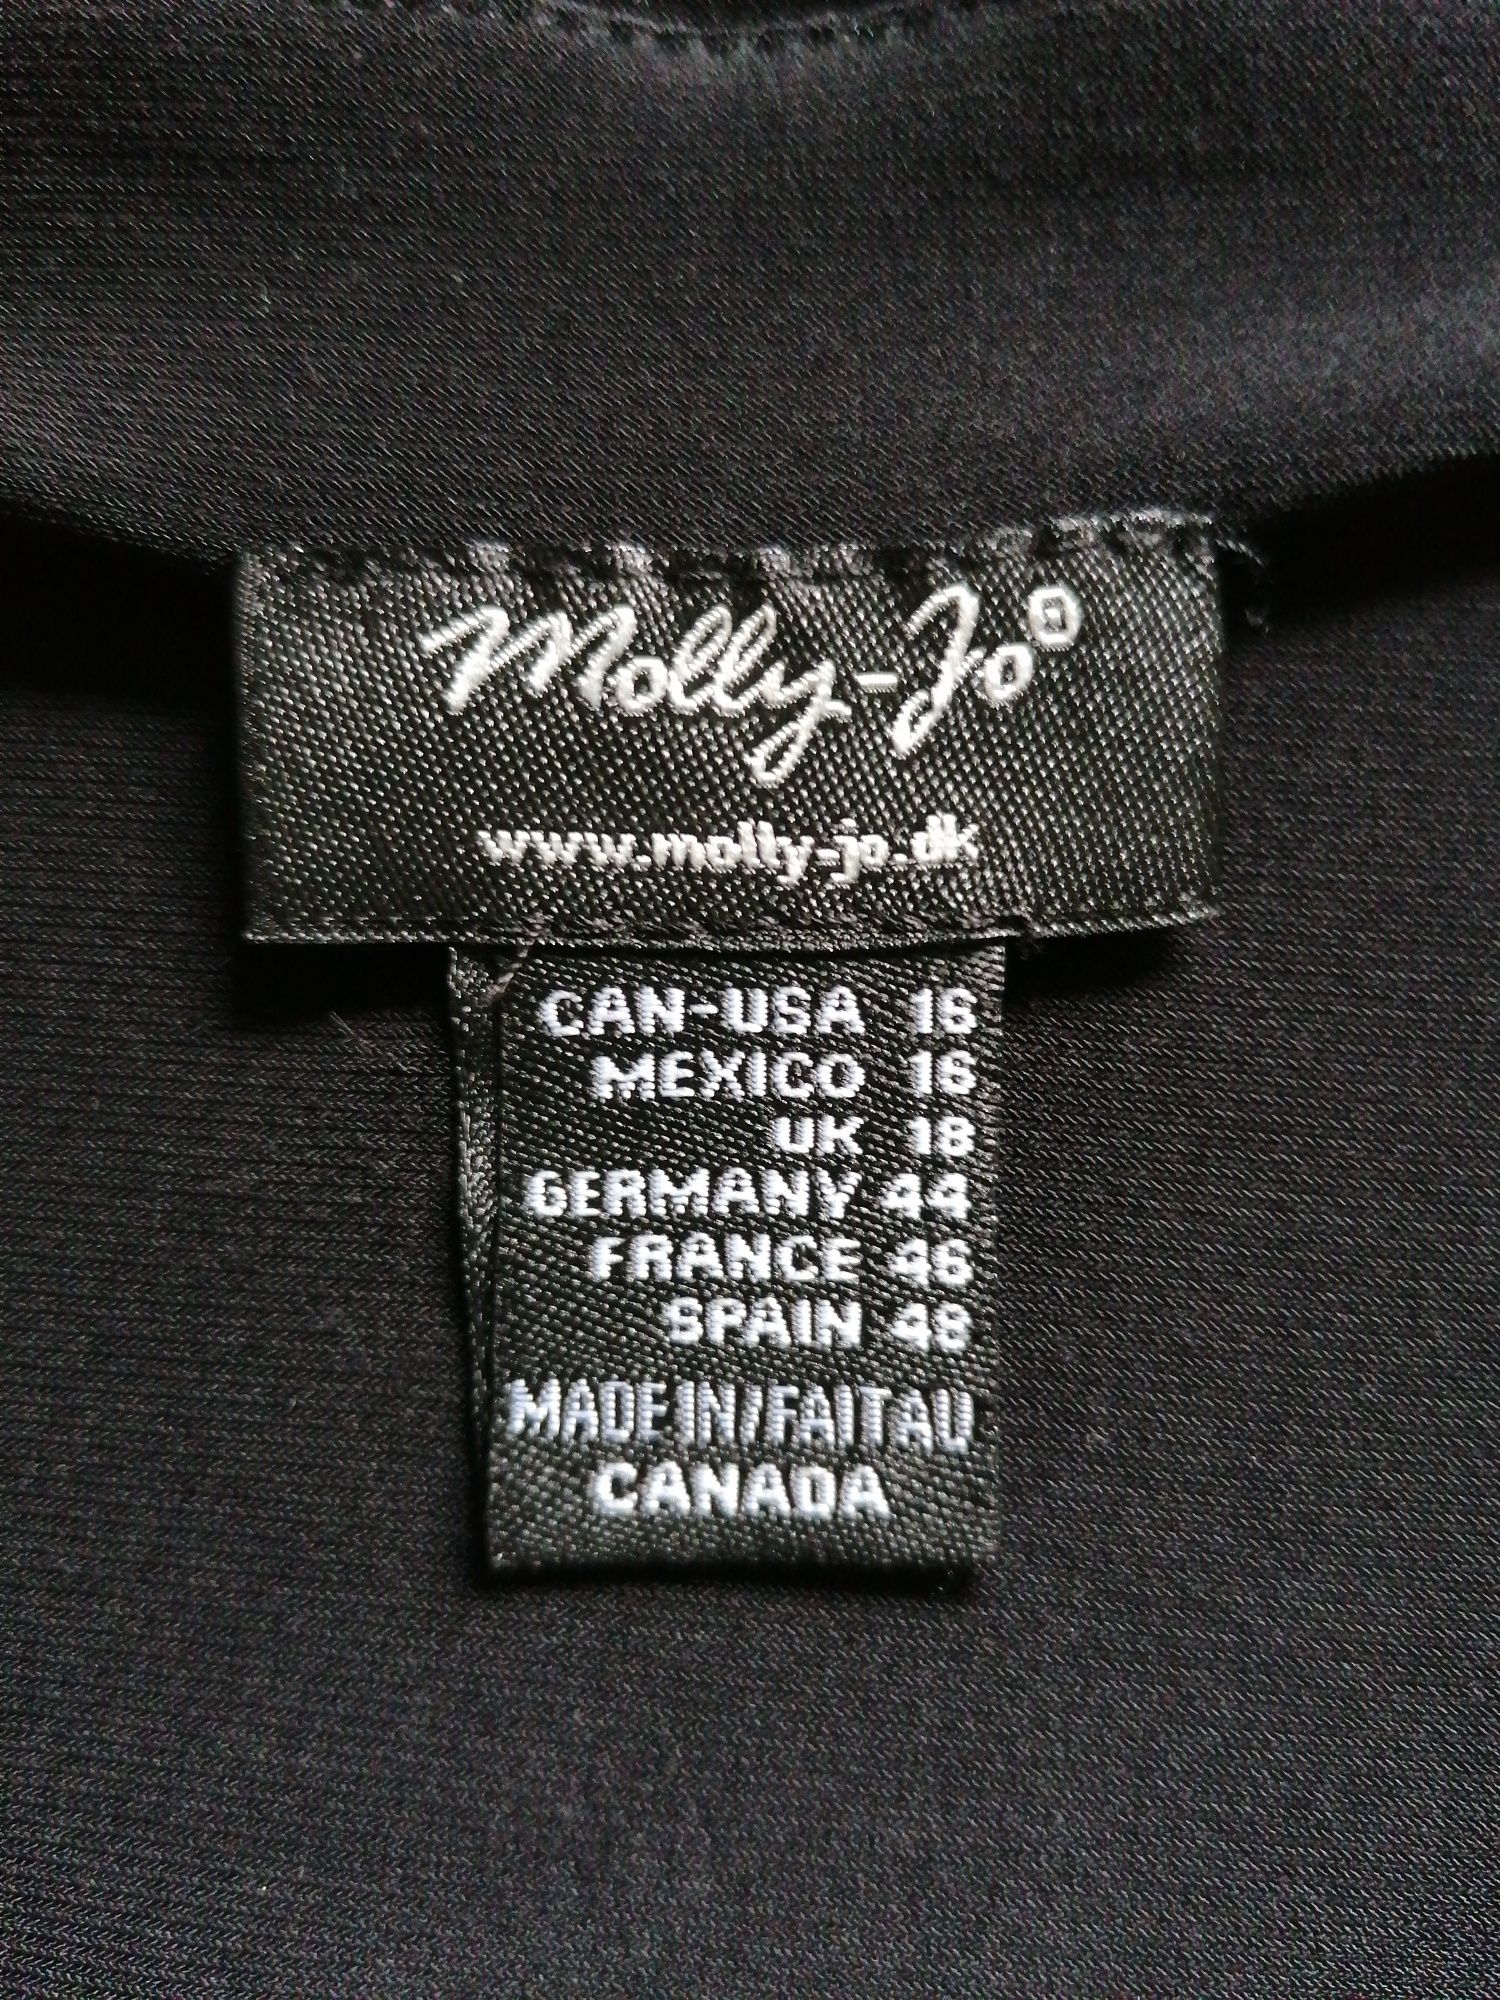 Molly-Jo®
www.molly-jo.dk
CAN-USA 16
MEXICO 16
UK 18
GERMANY 44
FRANCE 46
SPAIN 48
MADE IN/FAIT AU
CANADA